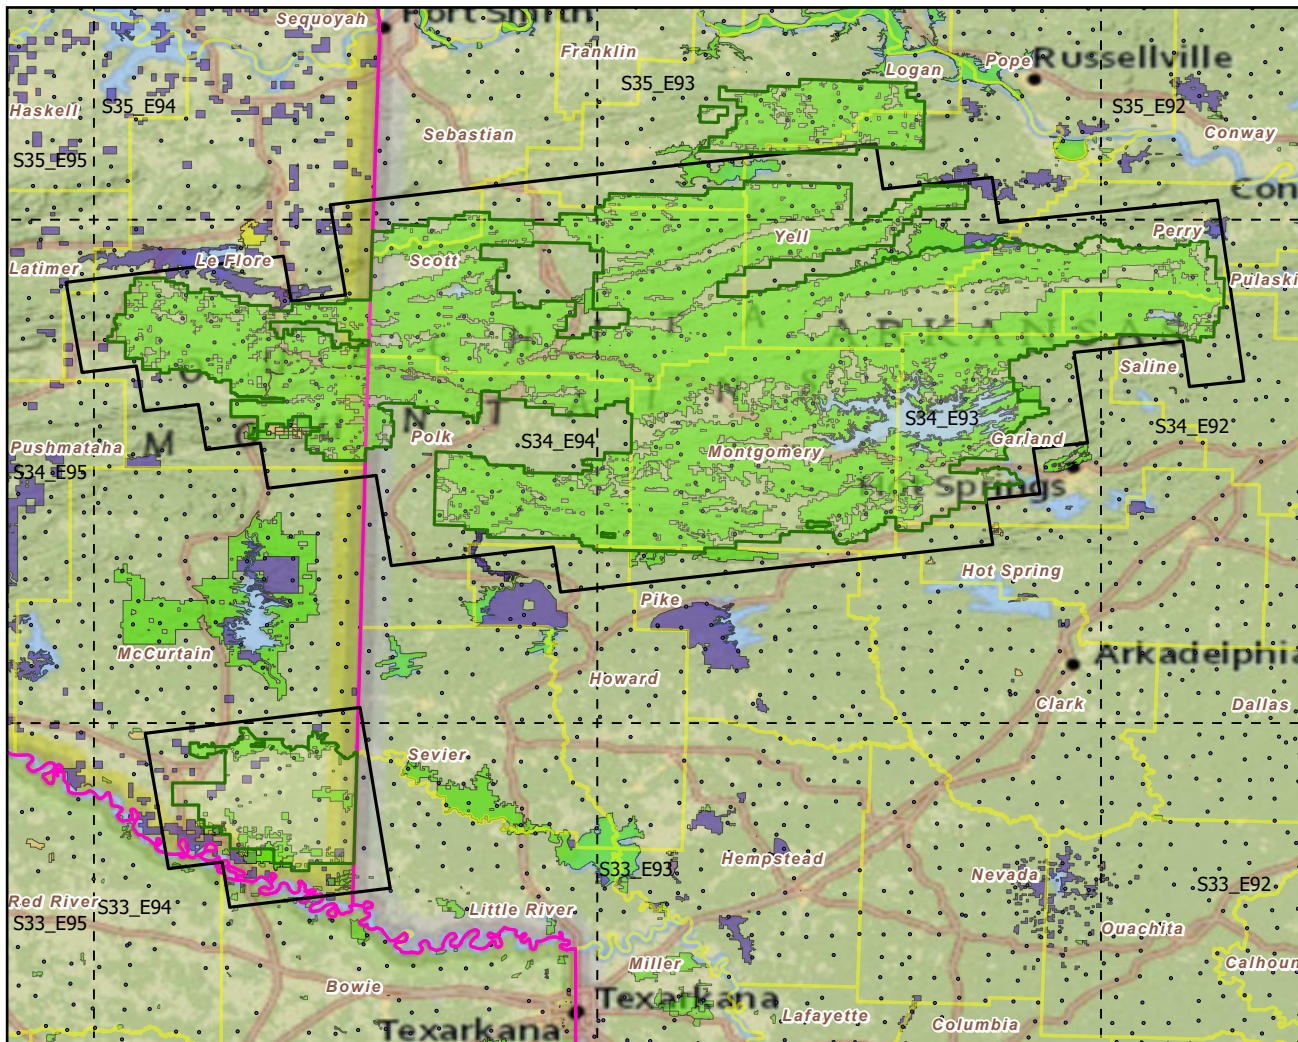 Sequoyah
Fort Smith
Franklin
Logan
Pope
Russellville
S35_E93
Haskell
S35_E94
S35_E92
Sebastian
Conway
S35_E95
Con
Yell
Perry
Latimer
Le Flore
Scott
Pulaski
ARKANSA
Saline
S34_E93
S34_E92
Polk
S34_E94
Garland
Pushmataha
Montgomery
S34_E95
Hot Springs
Hot Spring
Pike
McCurtain
Arkadelphia
Howard
Clark
Dallas
Sevier
Hempstead
S33_E93
Nevada
S33_E92
Red River
S33_E94
Little River
S33_E95
Ouachita
Miller
Calhoun
Bowie
Texarkana
Lafayette
Texarkana
Columbia